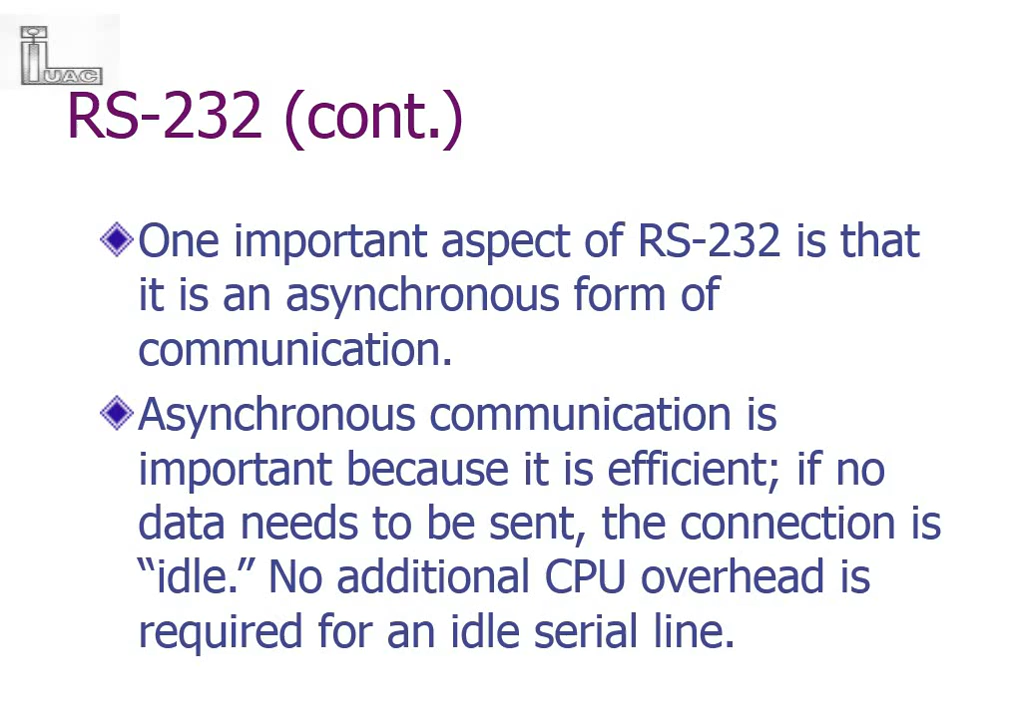 iUAC
RS-232 (cont.)
One important aspect of RS-232 is that
it is an asynchronous form of
communication.
Asynchronous communication is
important because it is efficient; if no
data needs to be sent, the connection is
“idle.” No additional CPU overhead is
required for an idle serial line.